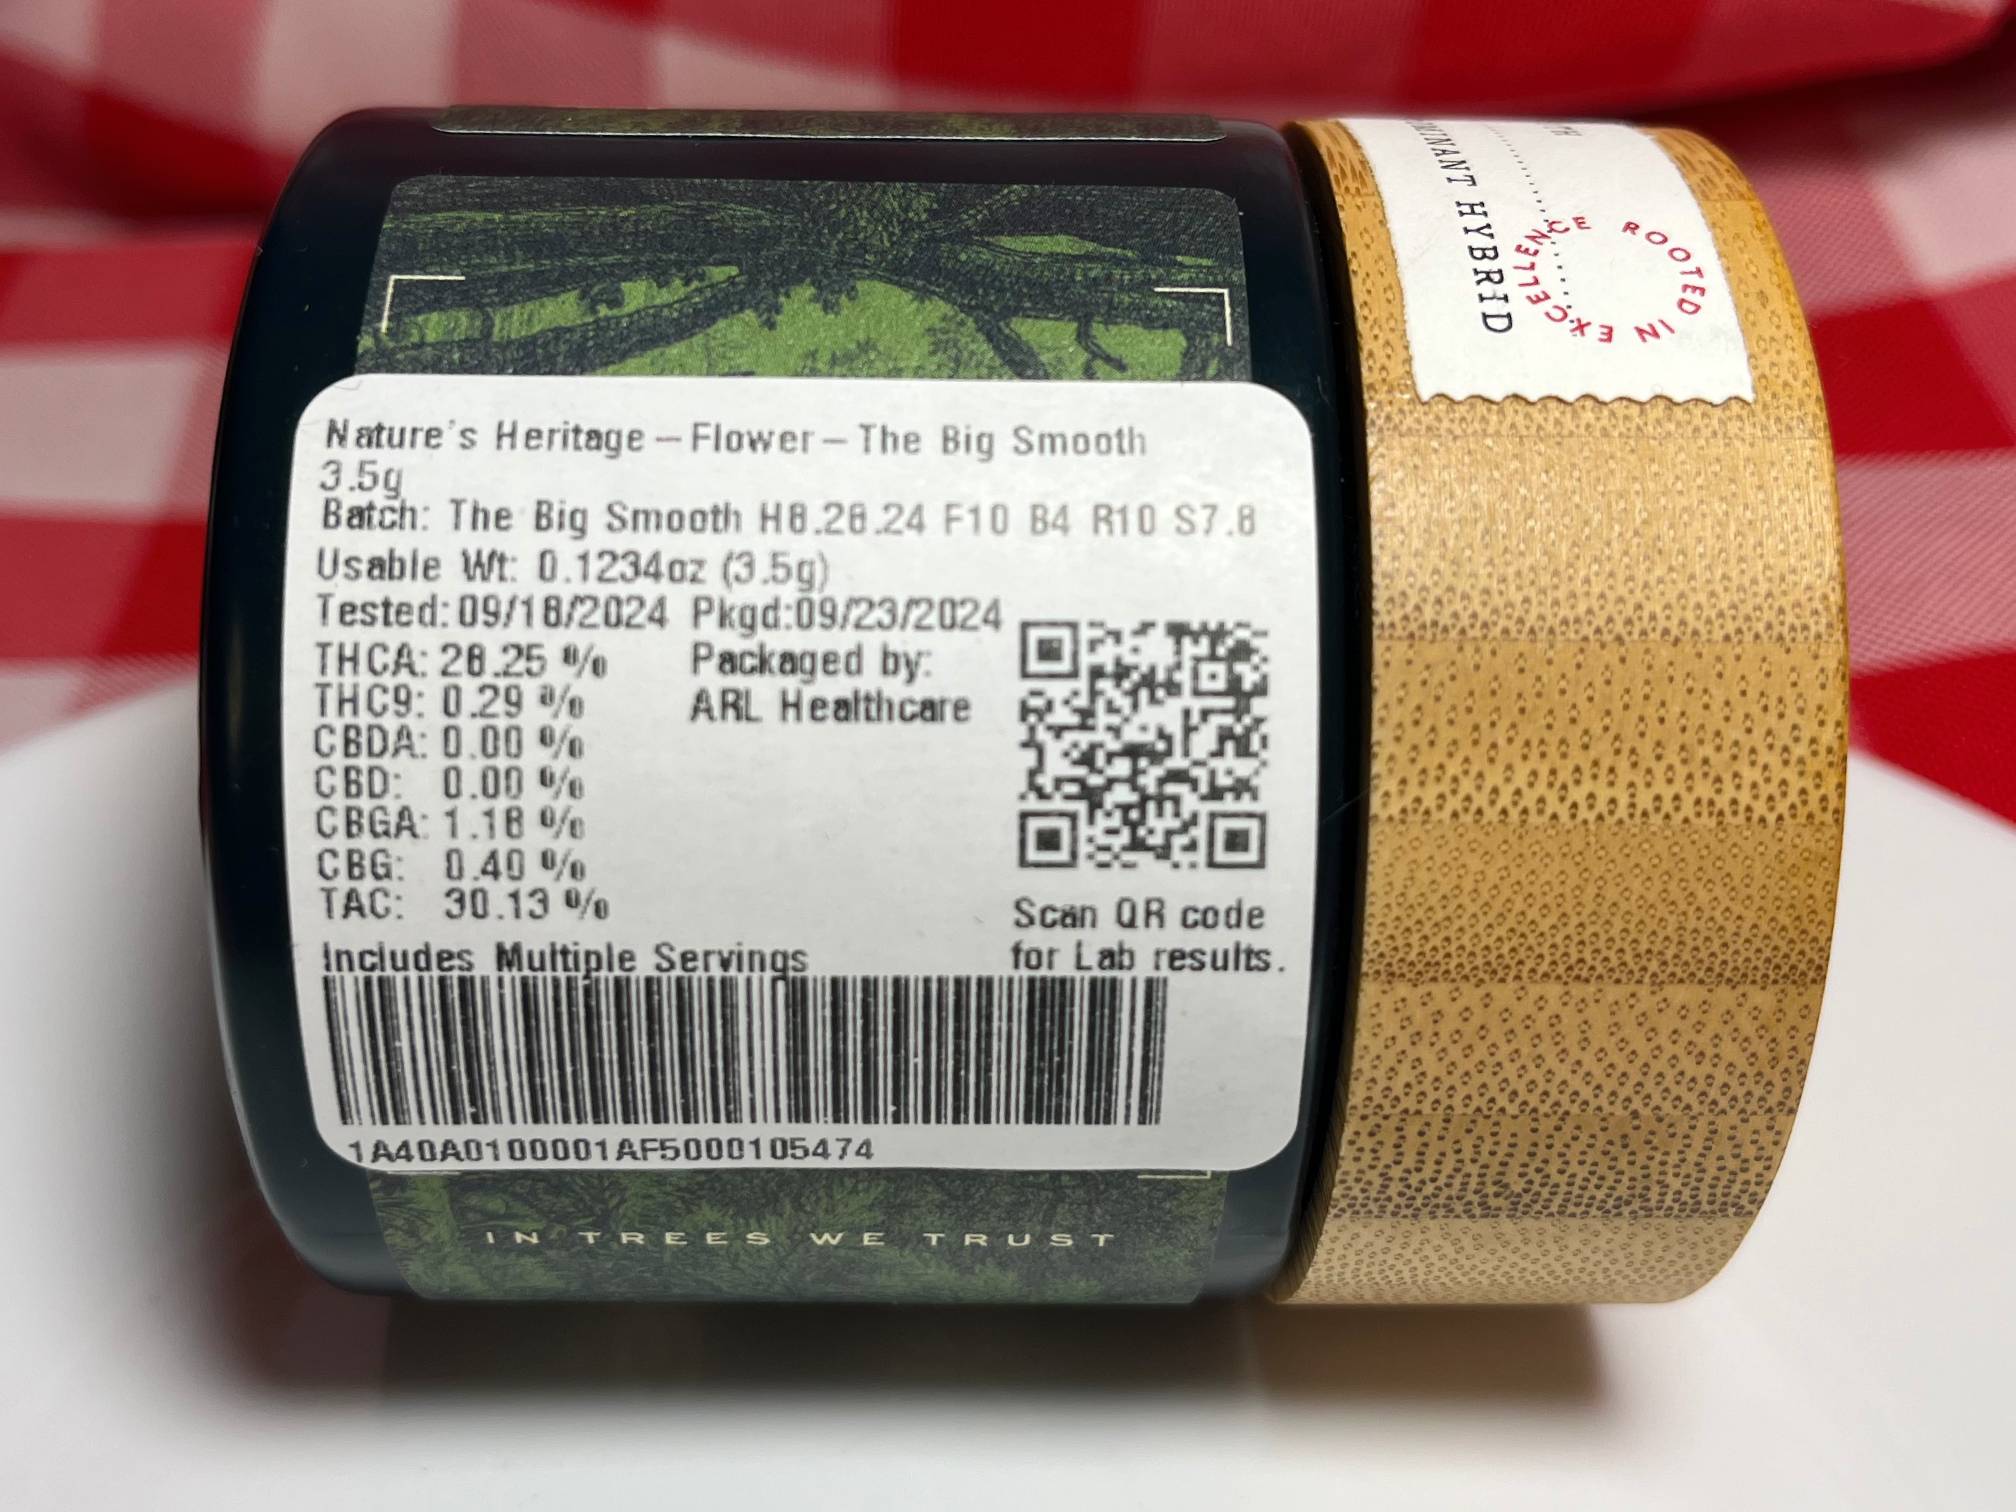 Nature's Heritage – Flower – The Big Smooth
3.5g
Batch: The Big Smooth H8.28.24 F10 B4 R10 S7.8
Usable Wt: 0.1234oz (3.5g)
Tested: 09/18/2024 Pkgd:09/23/2024
THCA: 28.25 %
THC9: 0.29 %
CBDA: 0.00 %
CBD: 0.00 %
CBGA: 1.18 %
CBG: 0.40 %
TAC: 30.13 %
Packaged by:
ARL Healthcare
Includes Multiple Servings
Scan QR code
for Lab results.
1A40A0100001AF5000105474
IN TREES WE TRUST
HYBRID
ROOTED IN EXCELLENCE